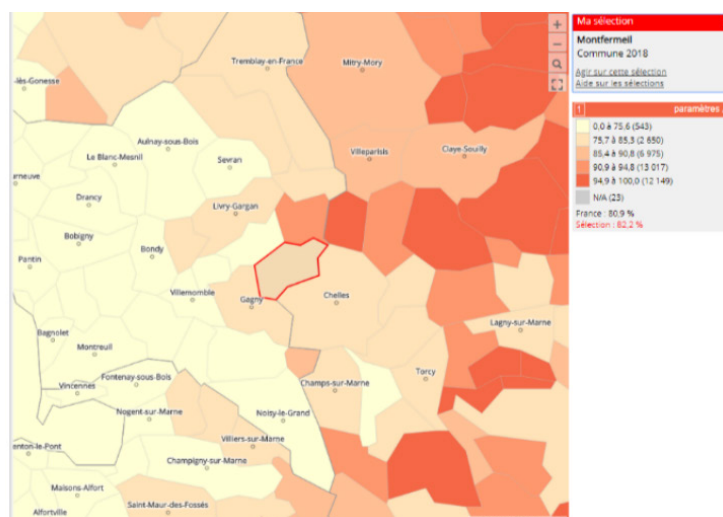 Tremblay-en-France
Mitry-Mory
-lès-Gonesse
Aulnay-sous-Bois
Le Blanc-Mesnil
Sevran
Villeparisis
Claye-Souilly
Drancy
Livry-Gargan
Bobigny
Bondy
Pantin
Villemomble
Gagny
Chelles
Lagny-sur-Marne
Bagnolet
Montreuil
Torcy
Fontenay-sous-Bois
Vincennes
Champs-sur-Marne
Nogent-sur-Marne
Noisy-le-Grand
Villiers-sur-Marne
Champigny-sur-Marne
Maisons-Alfort
Saint-Maur-des-Fossés
Alfortville
+
−
Ma sélection
Montfermeil
Commune 2018
Agir sur cette sélection
Aide sur les sélections
1 paramètres
0,0 à 75,6 (543)
75,7 à 85,3 (2 650)
85,4 à 90,8 (6 975)
90,9 à 94,8 (13 017)
94,9 à 100,0 (12 149)
N/A (23)
France : 80,9 %
Sélection : 82,2 %